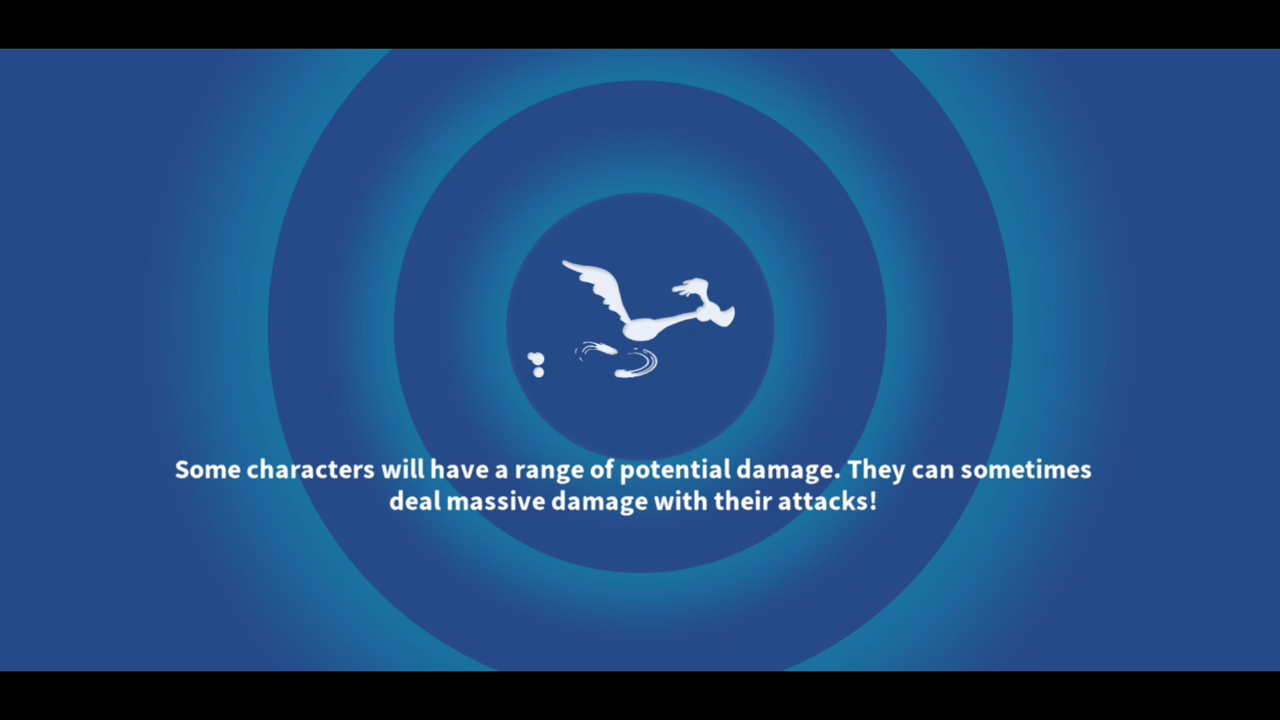 Some characters will have a range of potential damage. They can sometimes
deal massive damage with their attacks!